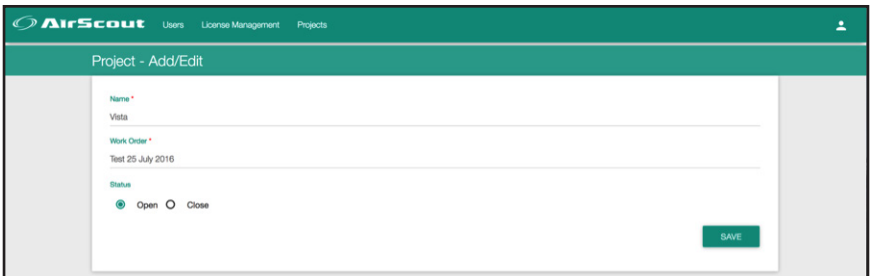 AirScout Users License Management Projects
Project - Add/Edit
Name *
Vista
Work Order *
Test 25 July 2016
Status
Open Close
SAVE